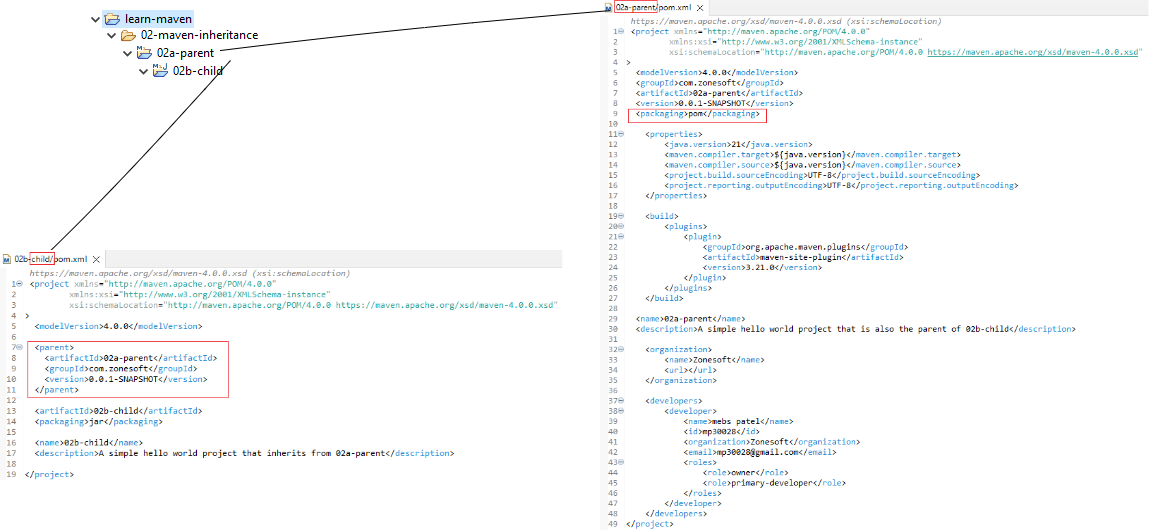 learn-maven
02-maven-inheritance
02a-parent
02b-child
02a-parent/pom.xml
https://maven.apache.org/xsd/maven-4.0.0.xsd (xsi:schemaLocation)
1 <project xmlns="http://maven.apache.org/POM/4.0.0"
2 xmlns:xsi="http://www.w3.org/2001/XMLSchema-instance"
3 xsi:schemaLocation="http://maven.apache.org/POM/4.0.0 https://maven.apache.org/xsd/maven-4.0.0.xsd"
4 >
5 <modelVersion>4.0.0</modelVersion>
6 <groupId>com.zonesoft</groupId>
7 <artifactId>02a-parent</artifactId>
8 <version>0.0.1-SNAPSHOT</version>
9 <packaging>pom</packaging>
10
11 <properties>
12 <java.version>21</java.version>
13 <maven.compiler.target>${java.version}</maven.compiler.target>
14 <maven.compiler.source>${java.version}</maven.compiler.source>
15 <project.build.sourceEncoding>UTF-8</project.build.sourceEncoding>
16 <project.reporting.outputEncoding>UTF-8</project.reporting.outputEncoding>
17 </properties>
18
19 <build>
20 <plugins>
21 <plugin>
22 <groupId>org.apache.maven.plugins</groupId>
23 <artifactId>maven-site-plugin</artifactId>
24 <version>3.21.0</version>
25 </plugin>
26 </plugins>
27 </build>
28
29 <name>02a-parent</name>
30 <description>A simple hello world project that is also the parent of 02b-child</description>
31
32 <organization>
33 <name>Zonesoft</name>
34 <url></url>
35 </organization>
36
37 <developers>
38 <developer>
39 <name>mebs patel</name>
40 <id>mp30028</id>
41 <organization>Zonesoft</organization>
42 <email>mp30028@gmail.com</email>
43 <roles>
44 <role>owner</role>
45 <role>primary-developer</role>
46 </roles>
47 </developer>
48 </developers>
49 </project>
02b-child/pom.xml
https://maven.apache.org/xsd/maven-4.0.0.xsd (xsi:schemaLocation)
1 <project xmlns="http://maven.apache.org/POM/4.0.0"
2 xmlns:xsi="http://www.w3.org/2001/XMLSchema-instance"
3 xsi:schemaLocation="http://maven.apache.org/POM/4.0.0 https://maven.apache.org/xsd/maven-4.0.0.xsd"
4 >
5 <modelVersion>4.0.0</modelVersion>
6
7 <parent>
8 <artifactId>02a-parent</artifactId>
9 <groupId>com.zonesoft</groupId>
10 <version>0.0.1-SNAPSHOT</version>
11 </parent>
12
13 <artifactId>02b-child</artifactId>
14 <packaging>jar</packaging>
15
16 <name>02b-child</name>
17 <description>A simple hello world project that inherits from 02a-parent</description>
18
19 </project>